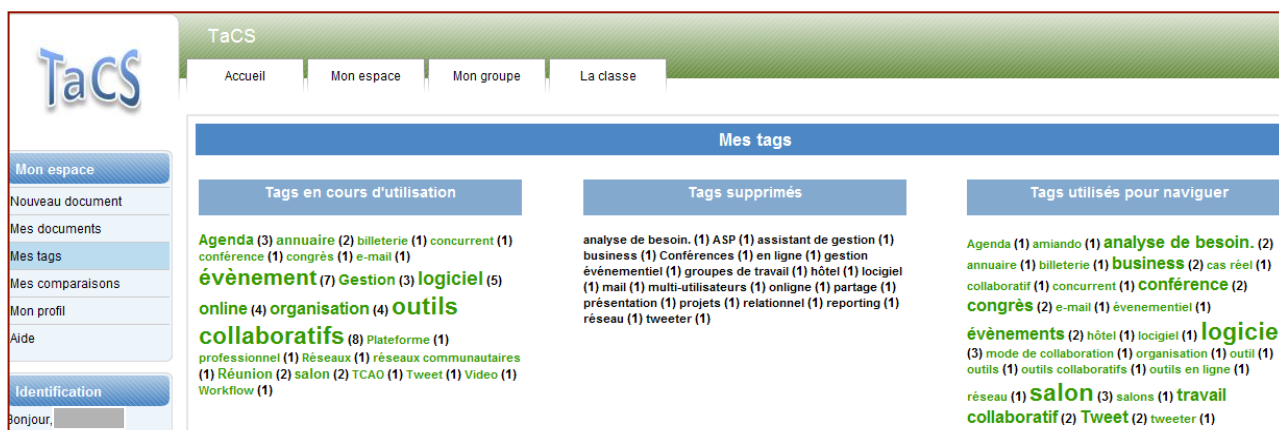 TaCS
TaCS
Accueil
Mon espace
Mon groupe
La classe
Mon espace
Nouveau document
Mes documents
Mes tags
Mes comparaisons
Mon profil
Aide
Identification
Bonjour,
Mes tags
Tags en cours d'utilisation
Agenda (3) annuaire (2) billeterie (1) concurrent (1)
conférence (1) congrès (1) e-mail (1)
évènement (7) Gestion (3) logiciel (5)
online (4) organisation (4) outils
collaboratifs (8) Plateforme (1)
professionnel (1) Réseaux (1) réseaux communautaires
(1) Réunion (2) salon (2) TCAO (1) Tweet (1) Video (1)
Workflow (1)
Tags supprimés
analyse de besoin. (1) ASP (1) assistant de gestion (1)
business (1) Conférences (1) en ligne (1) gestion
événementiel (1) groupes de travail (1) hôtel (1) locigiel
(1) mail (1) multi-utilisateurs (1) onligne (1) partage (1)
présentation (1) projets (1) relationnel (1) reporting (1)
réseau (1) tweeter (1)
Tags utilisés pour naviguer
Agenda (1) amiando (1) analyse de besoin. (2)
annuaire (1) billeterie (1) business (2) cas réel (1)
collaboratif (1) concurrent (1) conférence (2)
congrès (2) e-mail (1) évenementiel (1)
évènements (2) hôtel (1) locigiel (1) logicie
(3) mode de collaboration (1) organisation (1) outil (1)
outils (1) outils collaboratifs (1) outils en ligne (1)
réseau (1) salon (3) salons (1) travail
collaboratif (2) Tweet (2) tweeter (1)